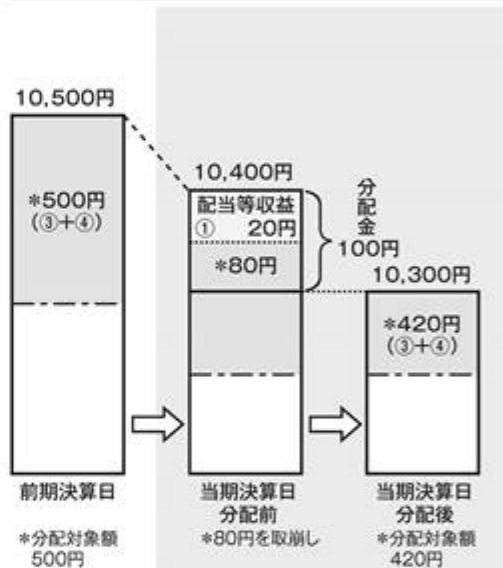 10,500円
*500円
(③+④)
10,400円
配当等収益
① 20円
*80円
分配金
100円
10,300円
*420円
(③+④)
前期決算日
*分配対象額
500円
当期決算日
分配前
*80円を取崩し
当期決算日
分配後
*分配対象額
420円